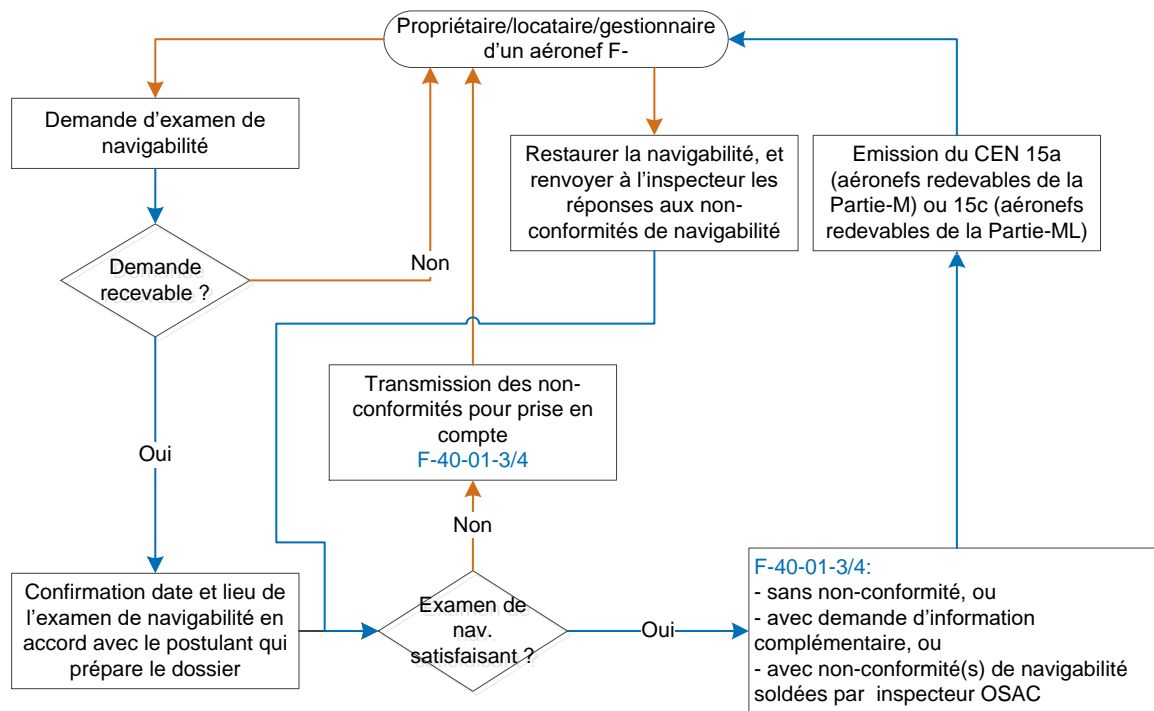 Propriétaire/locataire/gestionnaire
d’un aéronef F-
Demande d’examen de
navigabilité
Restaurer la navigabilité, et
renvoyer à l’inspecteur les
réponses aux non-
conformités de navigabilité
Emission du CEN 15a
(aéronefs redevables de la
Partie-M) ou 15c (aéronefs
redevables de la Partie-ML)
Demande
recevable ?
Non
Transmission des non-
conformités pour prise en
compte
F-40-01-3/4
Oui
Non
Confirmation date et lieu de
l’examen de navigabilité en
accord avec le postulant qui
prépare le dossier
Examen de
nav.
satisfaisant ?
Oui
F-40-01-3/4:
- sans non-conformité, ou
- avec demande d’information
complémentaire, ou
- avec non-conformité(s) de navigabilité
soldées par inspecteur OSAC